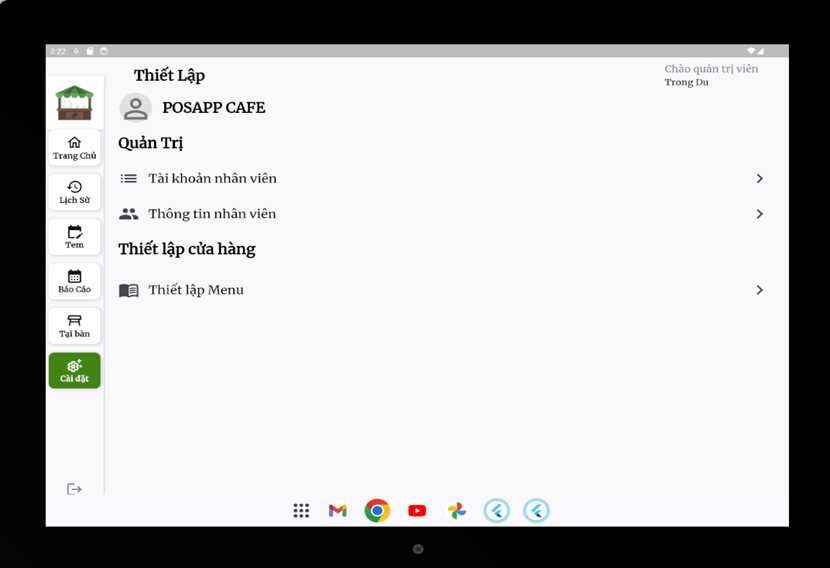 3:22
Thiết Lập
Chào quản trị viên
Trong Du
POSAPP CAFE
Quản Trị
Tài khoản nhân viên
Thông tin nhân viên
Thiết lập cửa hàng
Thiết lập Menu
Trang Chủ
Lịch Sử
Tem
Báo Cáo
Tại bàn
Cài đặt